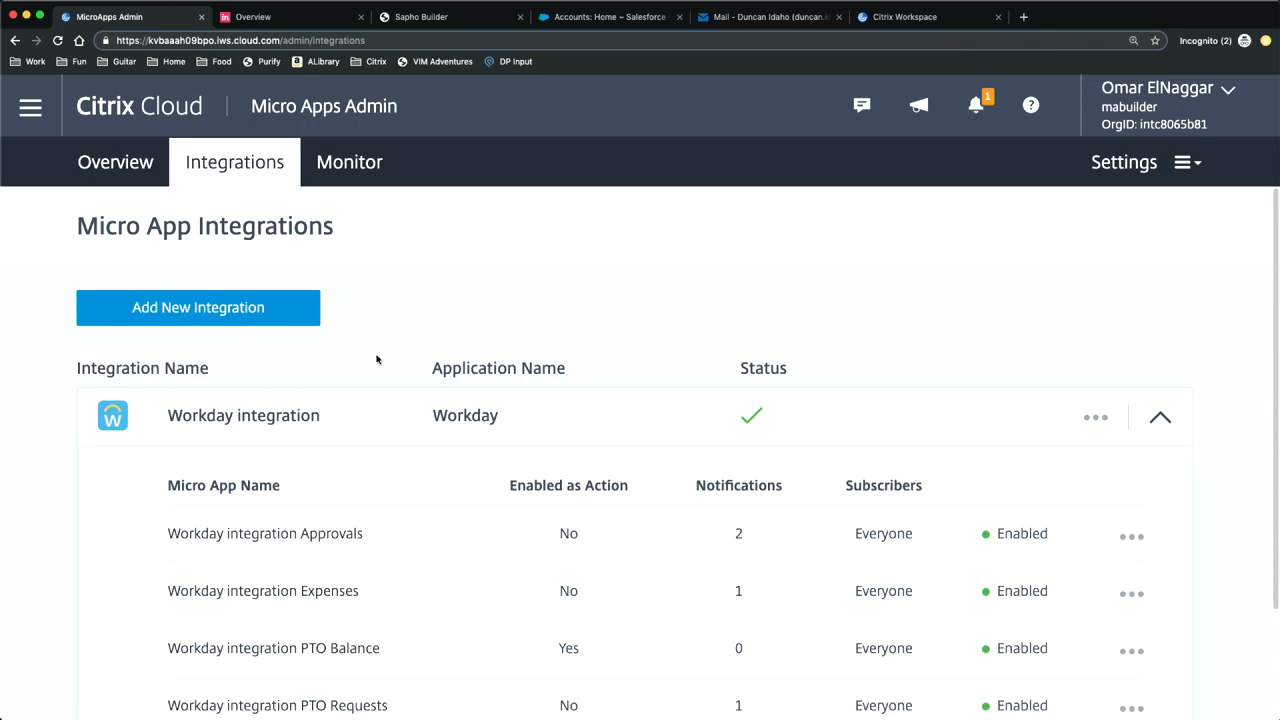 MicroApps Admin
Overview
Sapho Builder
Accounts: Home ~ Salesforce
Mail - Duncan Idaho (duncan.i
Citrix Workspace
https://kvbaaah09bpo.iws.cloud.com/admin/integrations
Incognito (2)
Work
Fun
Guitar
Home
Food
Purify
ALibrary
Citrix
VIM Adventures
DP Input
Citrix Cloud
Micro Apps Admin
1
Omar ElNaggar
mabuilder
OrgID: intc8065b81
Overview
Integrations
Monitor
Settings
Micro App Integrations
Add New Integration
Integration Name Application Name Status
Workday integration Workday
Micro App Name Enabled as Action Notifications Subscribers
Workday integration Approvals No 2 Everyone Enabled
Workday integration Expenses No 1 Everyone Enabled
Workday integration PTO Balance Yes 0 Everyone Enabled
Workday integration PTO Requests No 1 Everyone Enabled